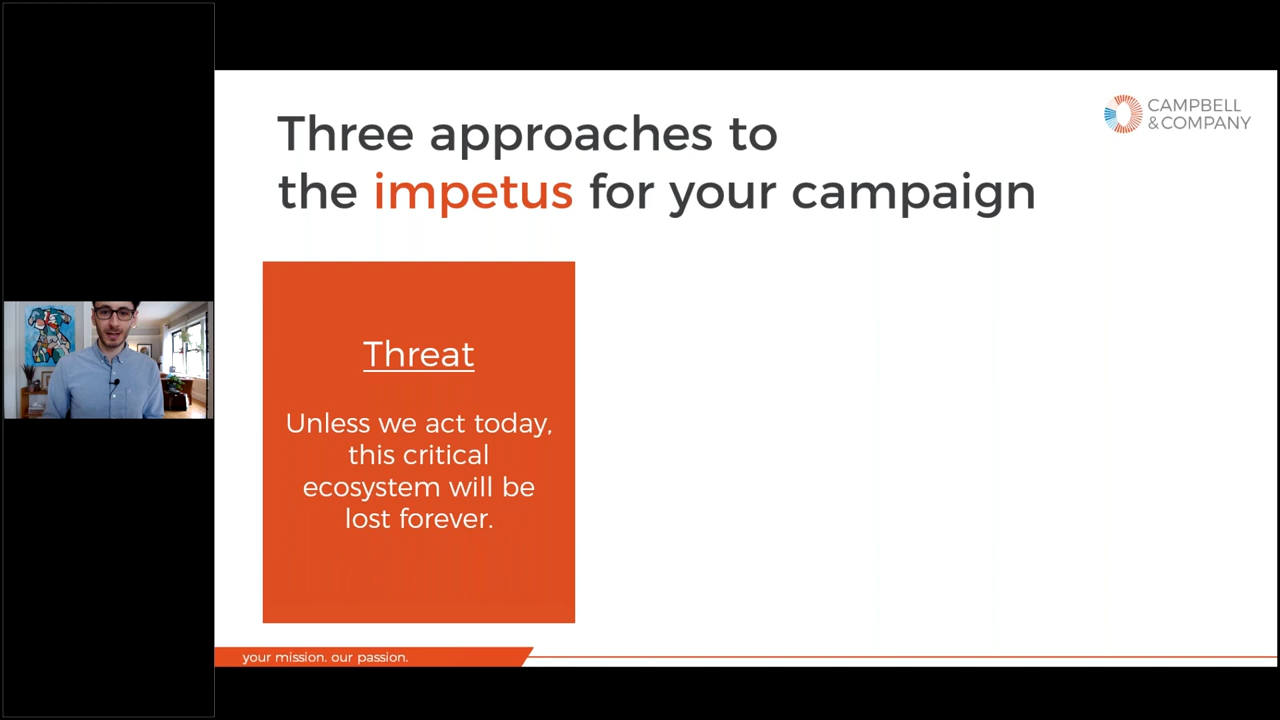 Three approaches to
the impetus for your campaign
CAMPBELL
&COMPANY
Threat
Unless we act today,
this critical
ecosystem will be
lost forever.
your mission. our passion.